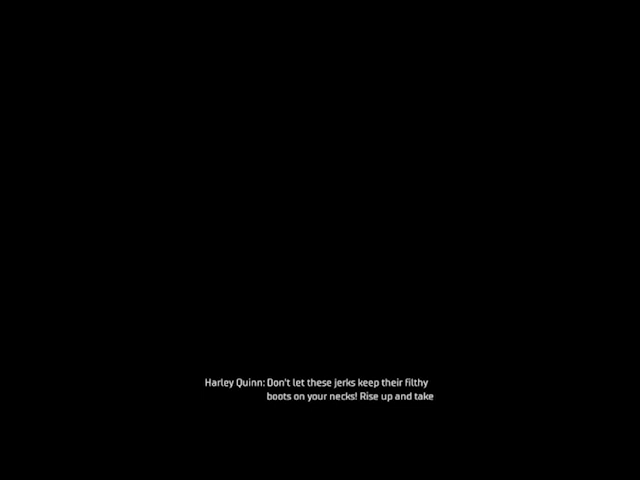 Harley Quinn: Don't let these jerks keep their filthy
boots on your necks! Rise up and take